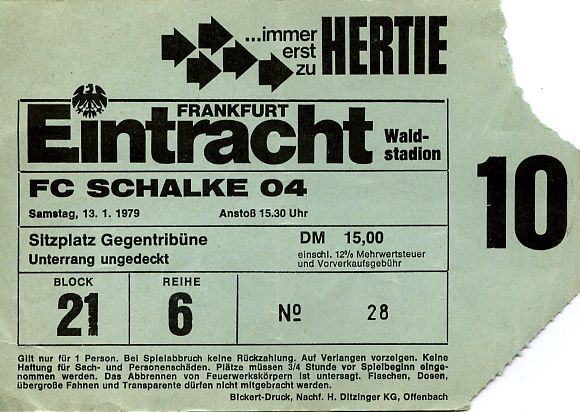 ...immer
erst
zu HERTIE
FRANKFURT
Eintracht
Wald-
stadion
FC SCHALKE 04
Samstag, 13. 1. 1979 Anstoß 15.30 Uhr
10
Sitzplatz Gegentribüne
Unterrang ungedeckt
DM 15,00
einschl. 12% Mehrwertsteuer
und Vorverkaufsgebühr
BLOCK
21
REIHE
6
No 28
Gilt nur für 1 Person. Bei Spielabbruch keine Rückzahlung. Auf Verlangen vorzeigen. Keine
Haftung für Sach- und Personenschäden. Plätze müssen 3/4 Stunde vor Spielbeginn einge-
nommen sein. Das Abbrennen von Feuerwerkskörpern ist untersagt. Flaschen, Dosen,
übergroße Fahnen und Transparente dürfen nicht mitgebracht werden.
Bickert-Druck, Nachf. H. Ditzinger KG, Offenbach